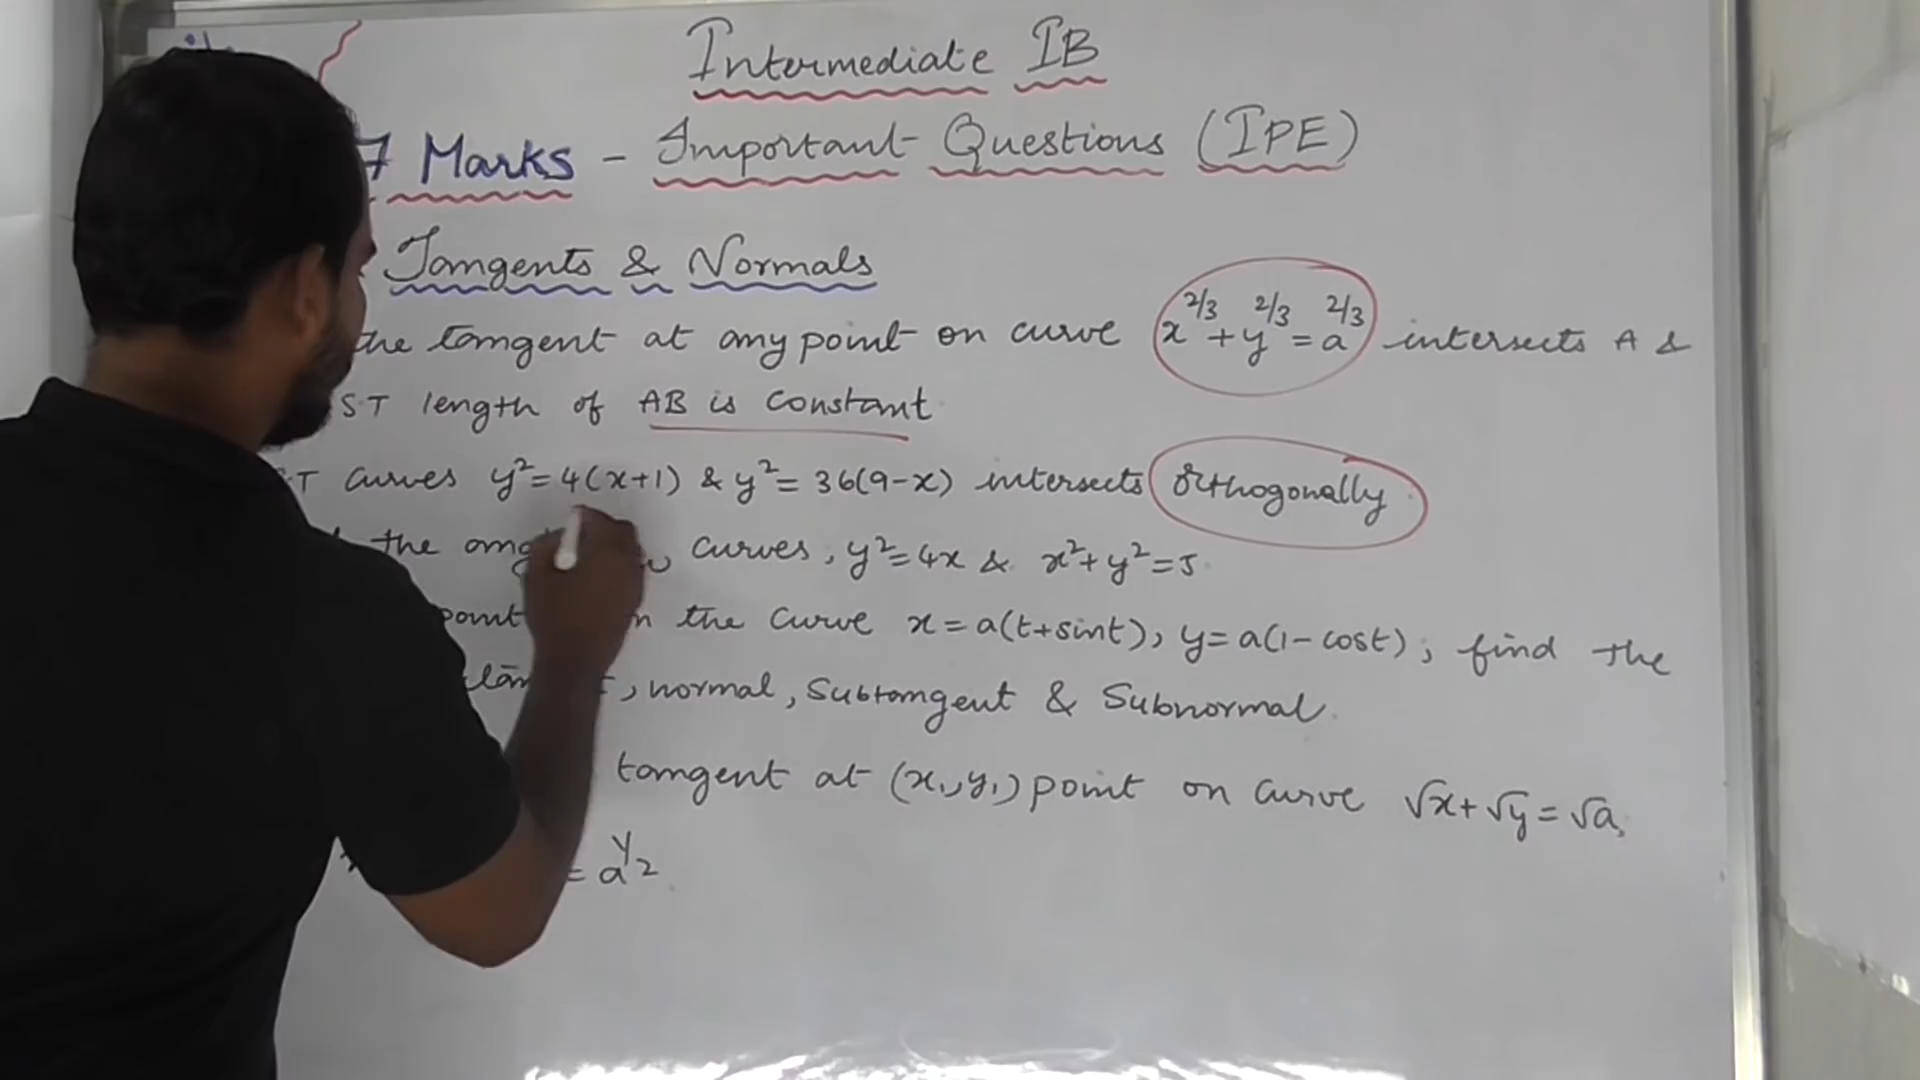 Intermediate IB
7 Marks - Important Questions (IPE)
Tangents & Normals
the tangent at any point on curve x^2/3 + y^2/3 = a^2/3 intersects A &
S.T length of AB is constant
ST curves y² = 4(x+1) & y² = 36(9-x) intersects orthogonally
the curves, y² = 4x & x² + y² = 5
point the curve x = a(t+sint), y = a(1-cost); find the
, normal, Subtangent & Subnormal.
tangent at (x₁, y₁) point on curve √x + √y = √a,
= a^1/2